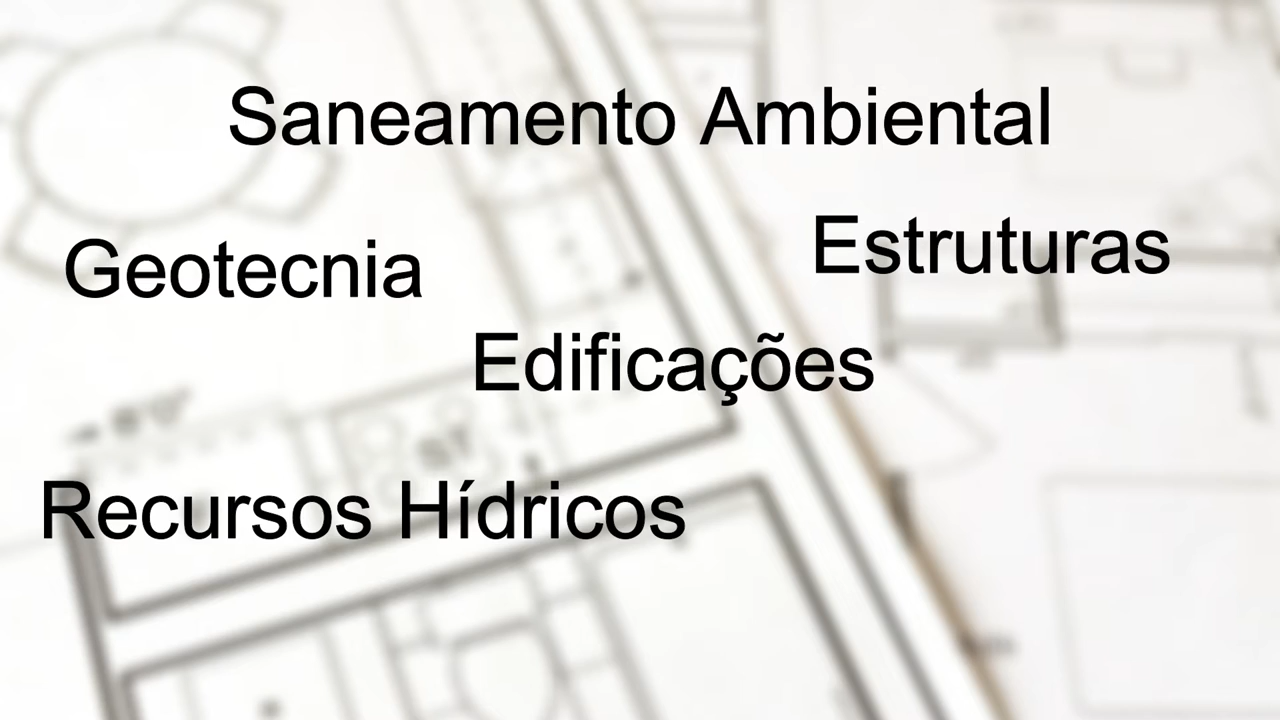 Saneamento Ambiental
Estruturas
Geotecnia
Edificações
Recursos Hídricos